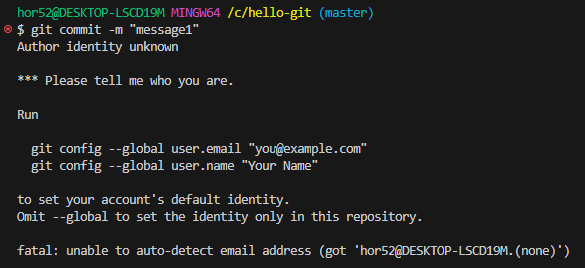 hor52@DESKTOP-LSCD19M MINGW64 /c/hello-git (master)
$ git commit -m "message1"
Author identity unknown
*** Please tell me who you are.
Run
git config --global user.email "you@example.com"
git config --global user.name "Your Name"
to set your account's default identity.
Omit --global to set the identity only in this repository.
fatal: unable to auto-detect email address (got 'hor52@DESKTOP-LSCD19M.(none)')